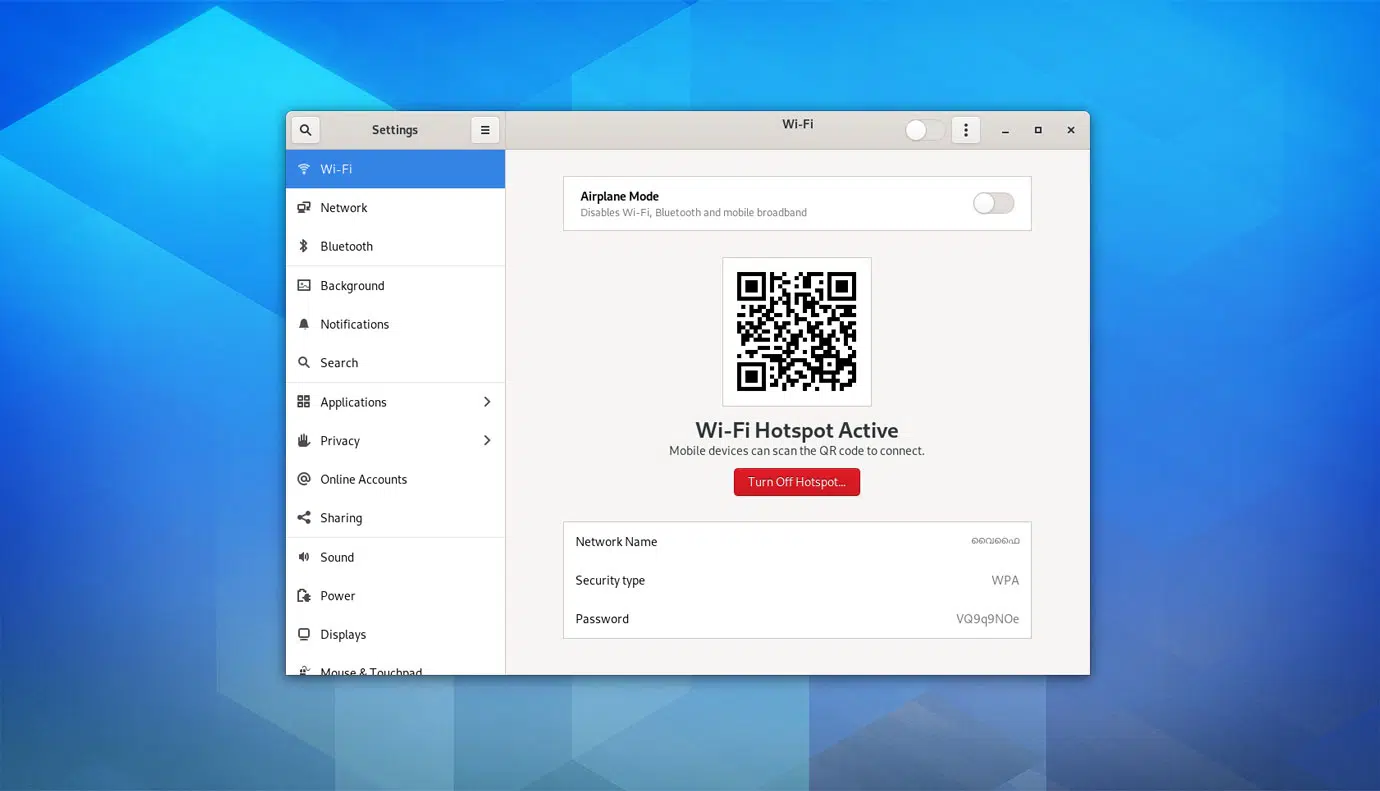 Settings
Wi-Fi
Wi-Fi
Network
Bluetooth
Background
Notifications
Search
Applications
Privacy
Online Accounts
Sharing
Sound
Power
Displays
Mouse & Touchpad
Airplane Mode
Disables Wi-Fi, Bluetooth and mobile broadband
Wi-Fi Hotspot Active
Mobile devices can scan the QR code to connect.
Turn Off Hotspot...
Network Name വൈഫൈ
Security type WPA
Password VQ9q9NOe